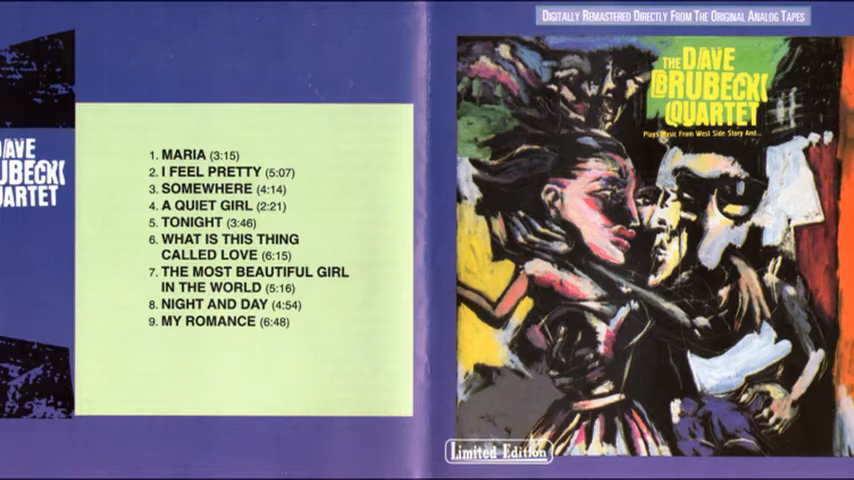 DAVE
BRUBECK
QUARTET
1. MARIA (3:15)
2. I FEEL PRETTY (5:07)
3. SOMEWHERE (4:14)
4. A QUIET GIRL (2:21)
5. TONIGHT (3:46)
6. WHAT IS THIS THING
CALLED LOVE (6:15)
7. THE MOST BEAUTIFUL GIRL
IN THE WORLD (5:16)
8. NIGHT AND DAY (4:54)
9. MY ROMANCE (6:48)
DIGITALLY REMASTERED DIRECTLY FROM THE ORIGINAL ANALOG TAPES
THE DAVE
BRUBECK
QUARTET
Plays Music From West Side Story And...
Limited Edition